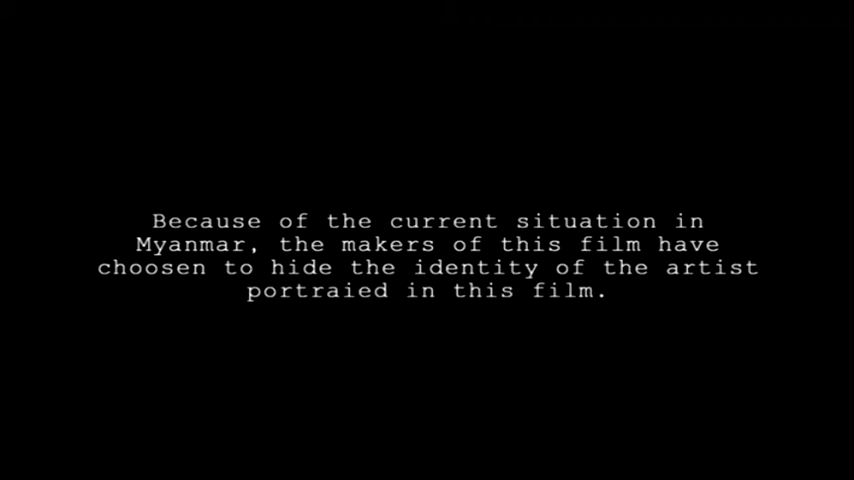 Because of the current situation in
Myanmar, the makers of this film have
choosen to hide the identity of the artist
portraied in this film.